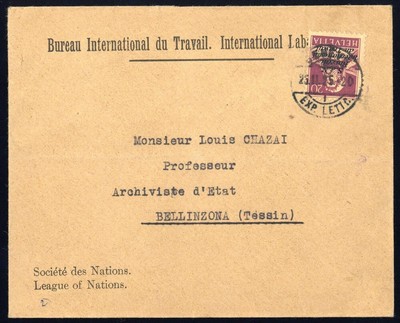 Bureau International du Travail. International Lab
HELVETIA
20
EXP. LETT
Monsieur Louis CHAZAI
Professeur
Archiviste d'Etat
BELLINZONA (Tessin)
Société des Nations.
League of Nations.